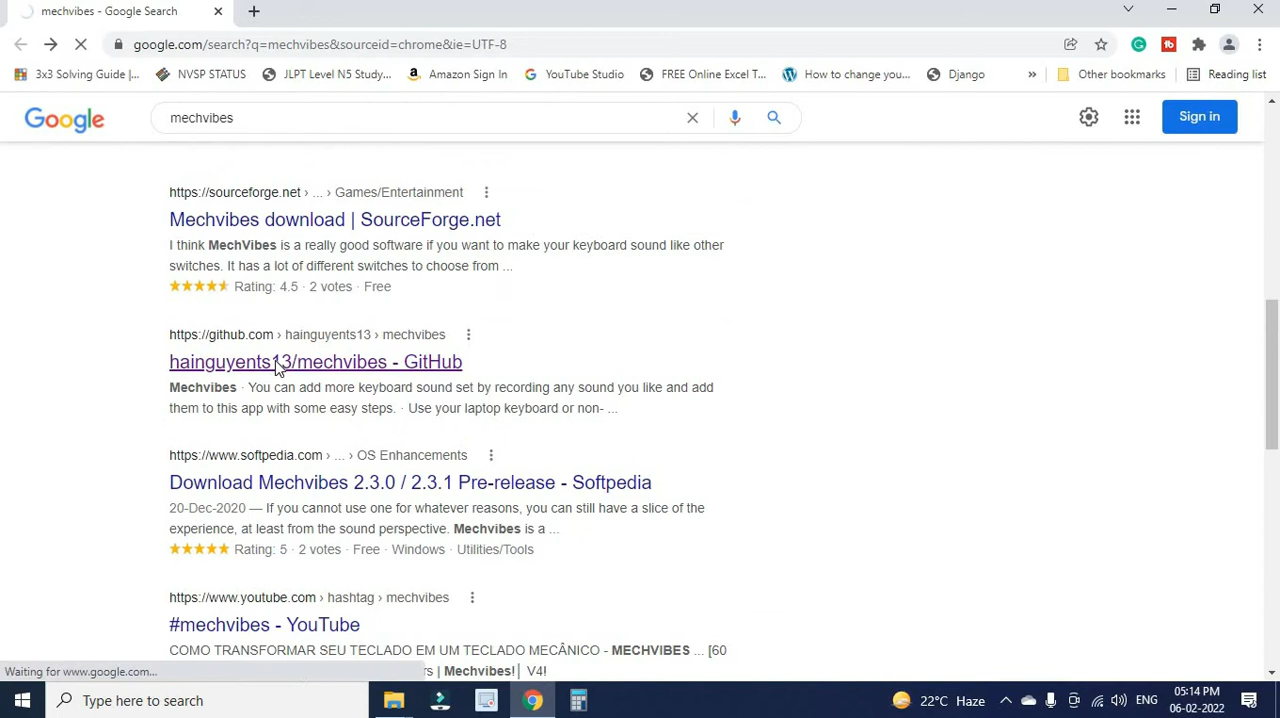 mechvibes - Google Search
google.com/search?q=mechvibes&sourceid=chrome&ie=UTF-8
3x3 Solving Guide |...
NVSP STATUS
JLPT Level N5 Study...
Amazon Sign In
YouTube Studio
FREE Online Excel T...
How to change you...
Django
»
Other bookmarks
Reading list
Google
mechvibes
Sign in
https://sourceforge.net › ... › Games/Entertainment
Mechvibes download | SourceForge.net
I think MechVibes is a really good software if you want to make your keyboard sound like other
switches. It has a lot of different switches to choose from ...
Rating: 4.5 · 2 votes · Free
https://github.com › hainguyents13 › mechvibes
hainguyents13/mechvibes - GitHub
Mechvibes · You can add more keyboard sound set by recording any sound you like and add
them to this app with some easy steps. · Use your laptop keyboard or non- ...
https://www.softpedia.com › ... › OS Enhancements
Download Mechvibes 2.3.0 / 2.3.1 Pre-release - Softpedia
20-Dec-2020 — If you cannot use one for whatever reasons, you can still have a slice of the
experience, at least from the sound perspective. Mechvibes is a ...
Rating: 5 · 2 votes · Free · Windows · Utilities/Tools
https://www.youtube.com › hashtag › mechvibes
#mechvibes - YouTube
COMO TRANSFORMAR SEU TECLADO EM UM TECLADO MECÂNICO - MECHVIBES ... [60
rs | Mechvibes!│ V4!
Waiting for www.google.com...
Type here to search
22°C Haze
ENG
05:14 PM
06-02-2022